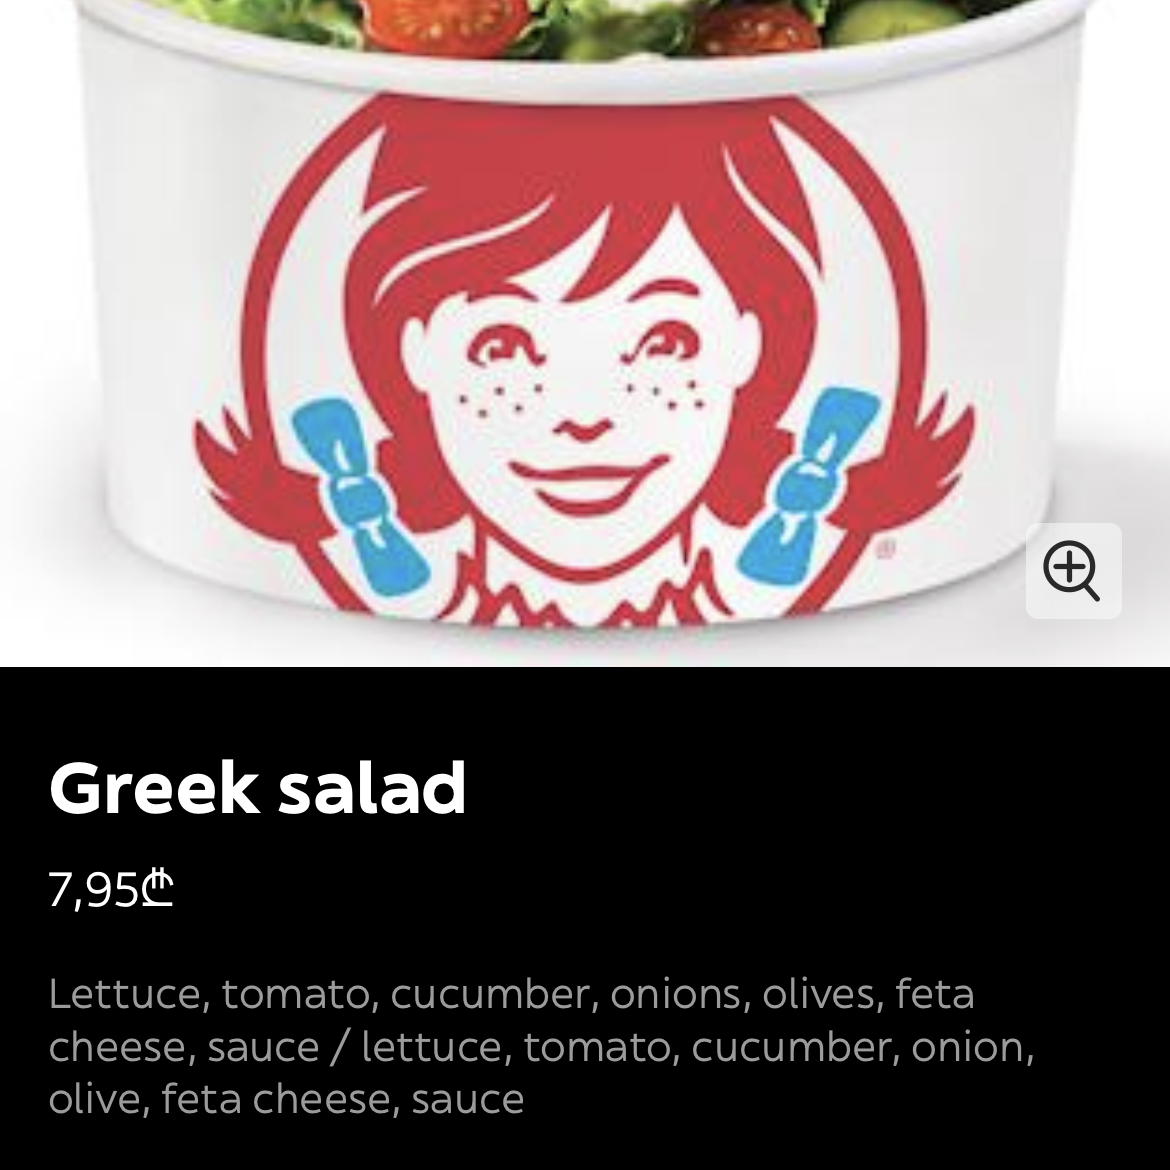 Greek salad
7,95₾
Lettuce, tomato, cucumber, onions, olives, feta
cheese, sauce / lettuce, tomato, cucumber, onion,
olive, feta cheese, sauce